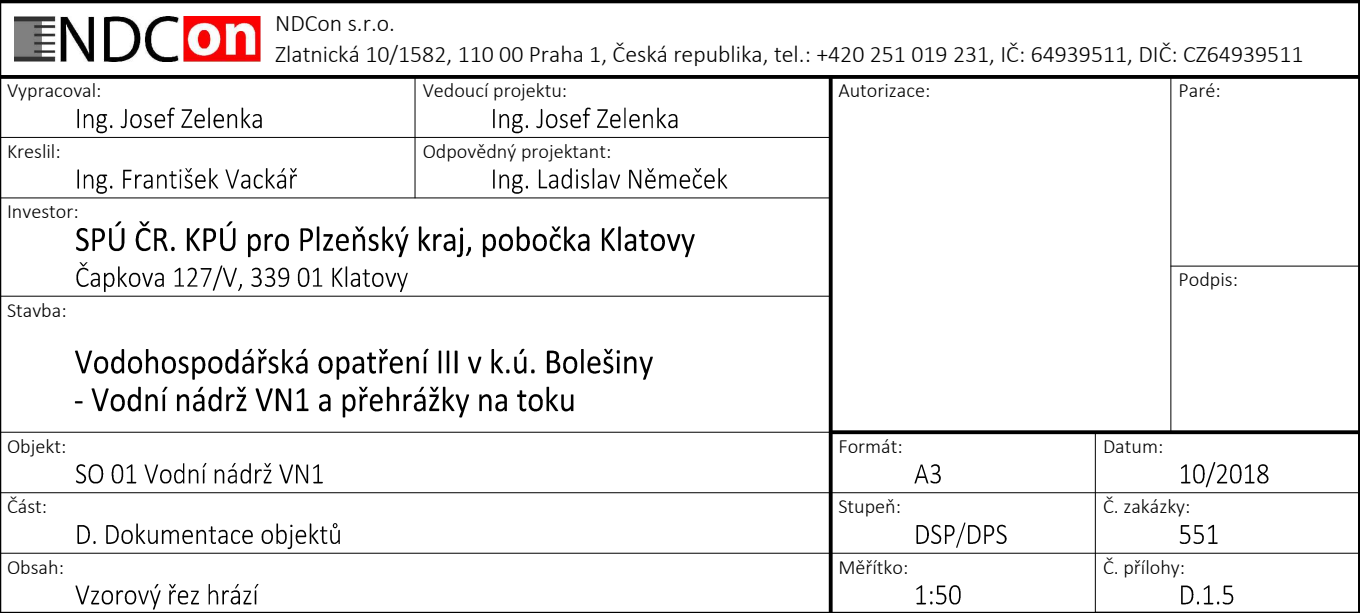 NDCon
NDCon s.r.o.
Zlatnická 10/1582, 110 00 Praha 1, Česká republika, tel.: +420 251 019 231, IČ: 64939511, DIČ: CZ64939511
Vypracoval:
Ing. Josef Zelenka
Vedoucí projektu:
Ing. Josef Zelenka
Kreslil:
Ing. František Vackář
Odpovědný projektant:
Ing. Ladislav Němeček
Autorizace:
Paré:
Podpis:
Investor:
SPÚ ČR. KPÚ pro Plzeňský kraj, pobočka Klatovy
Čapkova 127/V, 339 01 Klatovy
Stavba:
Vodohospodářská opatření III v k.ú. Bolešiny
- Vodní nádrž VN1 a přehrážky na toku
Objekt:
SO 01 Vodní nádrž VN1
Formát:
A3
Datum:
10/2018
Část:
D. Dokumentace objektů
Stupeň:
DSP/DPS
Č. zakázky:
551
Obsah:
Vzorový řez hrází
Měřítko:
1:50
Č. přílohy:
D.1.5